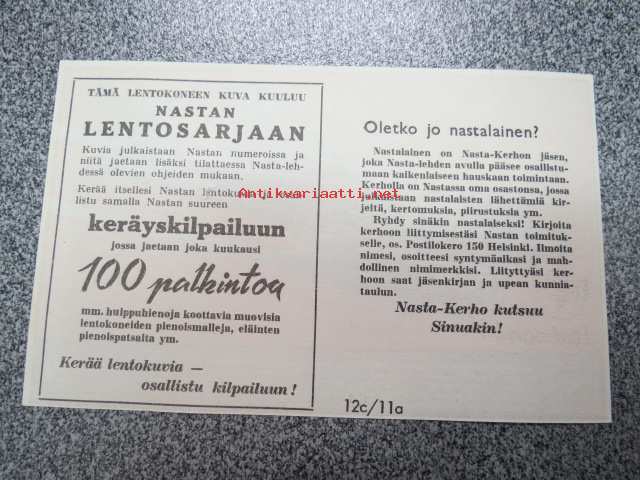 TÄMÄ LENTOKONEEN KUVA KUULUU
NASTAN
LENTOSARJAAN
Kuvia julkaistaan Nastan numeroissa ja
niitä jaetaan lisäksi tilattaessa Nasta-leh-
dessä olevien ohjeiden mukaan.
Kerää itsellesi Nastan lentokuvia
listu samalla Nastan suureen
keräyskilpailuun
jossa jaetaan joka kuukausi
100 palkintoa
mm. huippuhienoja koottavia muovisia
lentokoneiden pienoismalleja, eläinten
pienoispatsaita ym.
Kerää lentokuvia —
osallistu kilpailuun!
Oletko jo nastalainen?
Nastalainen on Nasta-Kerhon jäsen,
joka Nasta-lehden avulla pääsee osallistu-
maan kaikenlaiseen hauskaan toimintaan.
Kerholla on Nastassa oma osastonsa, jossa
julkaistaan nastalaisten lähettämiä kir-
jeitä, kertomuksia, piirustuksia ym.
Ryhdy sinäkin nastalaiseksi! Kirjoita
kerhoon liittymisestäsi Nastan toimituk-
selle, os. Postilokero 150 Helsinki. Ilmoita
nimesi, osoitteesi syntymäaikasi ja mah-
dollinen nimimerkkisi. Liityttyäsi ker-
hoon saat jäsenkirjan ja upean kunnia-
taulun.
Nasta-Kerho kutsuu
Sinuakin!
12c/11a
Antikvariaatti.net